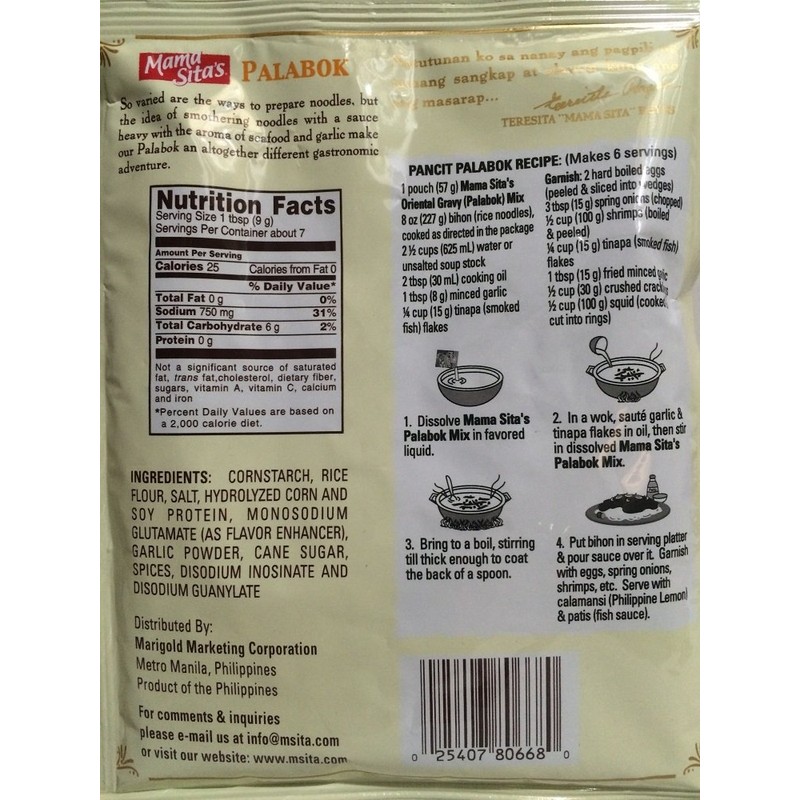 Mama Sita's PALABOK
So varied are the ways to prepare noodles, but
the idea of smothering noodles with a sauce
heavy with the aroma of seafood and garlic make
our Palabok an altogether different gastronomic
adventure.
ko sa nanay ang
sangkap at
masarap...
TERESITA "MAMA SITA" REYES
Nutrition Facts
Serving Size 1 tbsp (9 g)
Servings Per Container about 7
Amount Per Serving
Calories 25 Calories from Fat 0
% Daily Value*
Total Fat 0 g 0%
Sodium 750 mg 31%
Total Carbohydrate 6 g 2%
Protein 0 g
Not a significant source of saturated
fat, trans fat,cholesterol, dietary fiber,
sugars, vitamin A, vitamin C, calcium
and iron
*Percent Daily Values are based on
a 2,000 calorie diet.
INGREDIENTS: CORNSTARCH, RICE
FLOUR, SALT, HYDROLYZED CORN AND
SOY PROTEIN, MONOSODIUM
GLUTAMATE (AS FLAVOR ENHANCER),
GARLIC POWDER, CANE SUGAR,
SPICES, DISODIUM INOSINATE AND
DISODIUM GUANYLATE
Distributed By:
Marigold Marketing Corporation
Metro Manila, Philippines
Product of the Philippines
For comments & inquiries
please e-mail us at info@msita.com
or visit our website: www.msita.com
PANCIT PALABOK RECIPE: (Makes 6 servings)
1 pouch (57 g) Mama Sita's
Oriental Gravy (Palabok) Mix
8 oz (227 g) bihon (rice noodles),
cooked as directed in the package
2 ½ cups (625 mL) water or
unsalted soup stock
2 tbsp (30 mL) cooking oil
1 tbsp (8 g) minced garlic
¼ cup (15 g) tinapa (smoked
fish) flakes
Garnish: 2 hard boiled eggs
(peeled & sliced into wedges)
3 tbsp (15 g) spring onions (chopped)
½ cup (100 g) shrimps (boiled
& peeled)
¼ cup (15 g) tinapa (smoked fish)
flakes
1 tbsp (15 g) fried minced garlic
½ cup (30 g) crushed
½ cup (100 g) squid (cooked,
cut into rings)
1. Dissolve Mama Sita's
Palabok Mix in favored
liquid.
2. In a wok, sauté garlic &
tinapa flakes in oil, then stir
in dissolved Mama Sita's
Palabok Mix.
3. Bring to a boil, stirring
till thick enough to coat
the back of a spoon.
4. Put bihon in serving platter
& pour sauce over it. Garnish
with eggs, spring onions,
shrimps, etc. Serve with
calamansi (Philippine Lemon)
& patis (fish sauce).
0 25407 80668 0